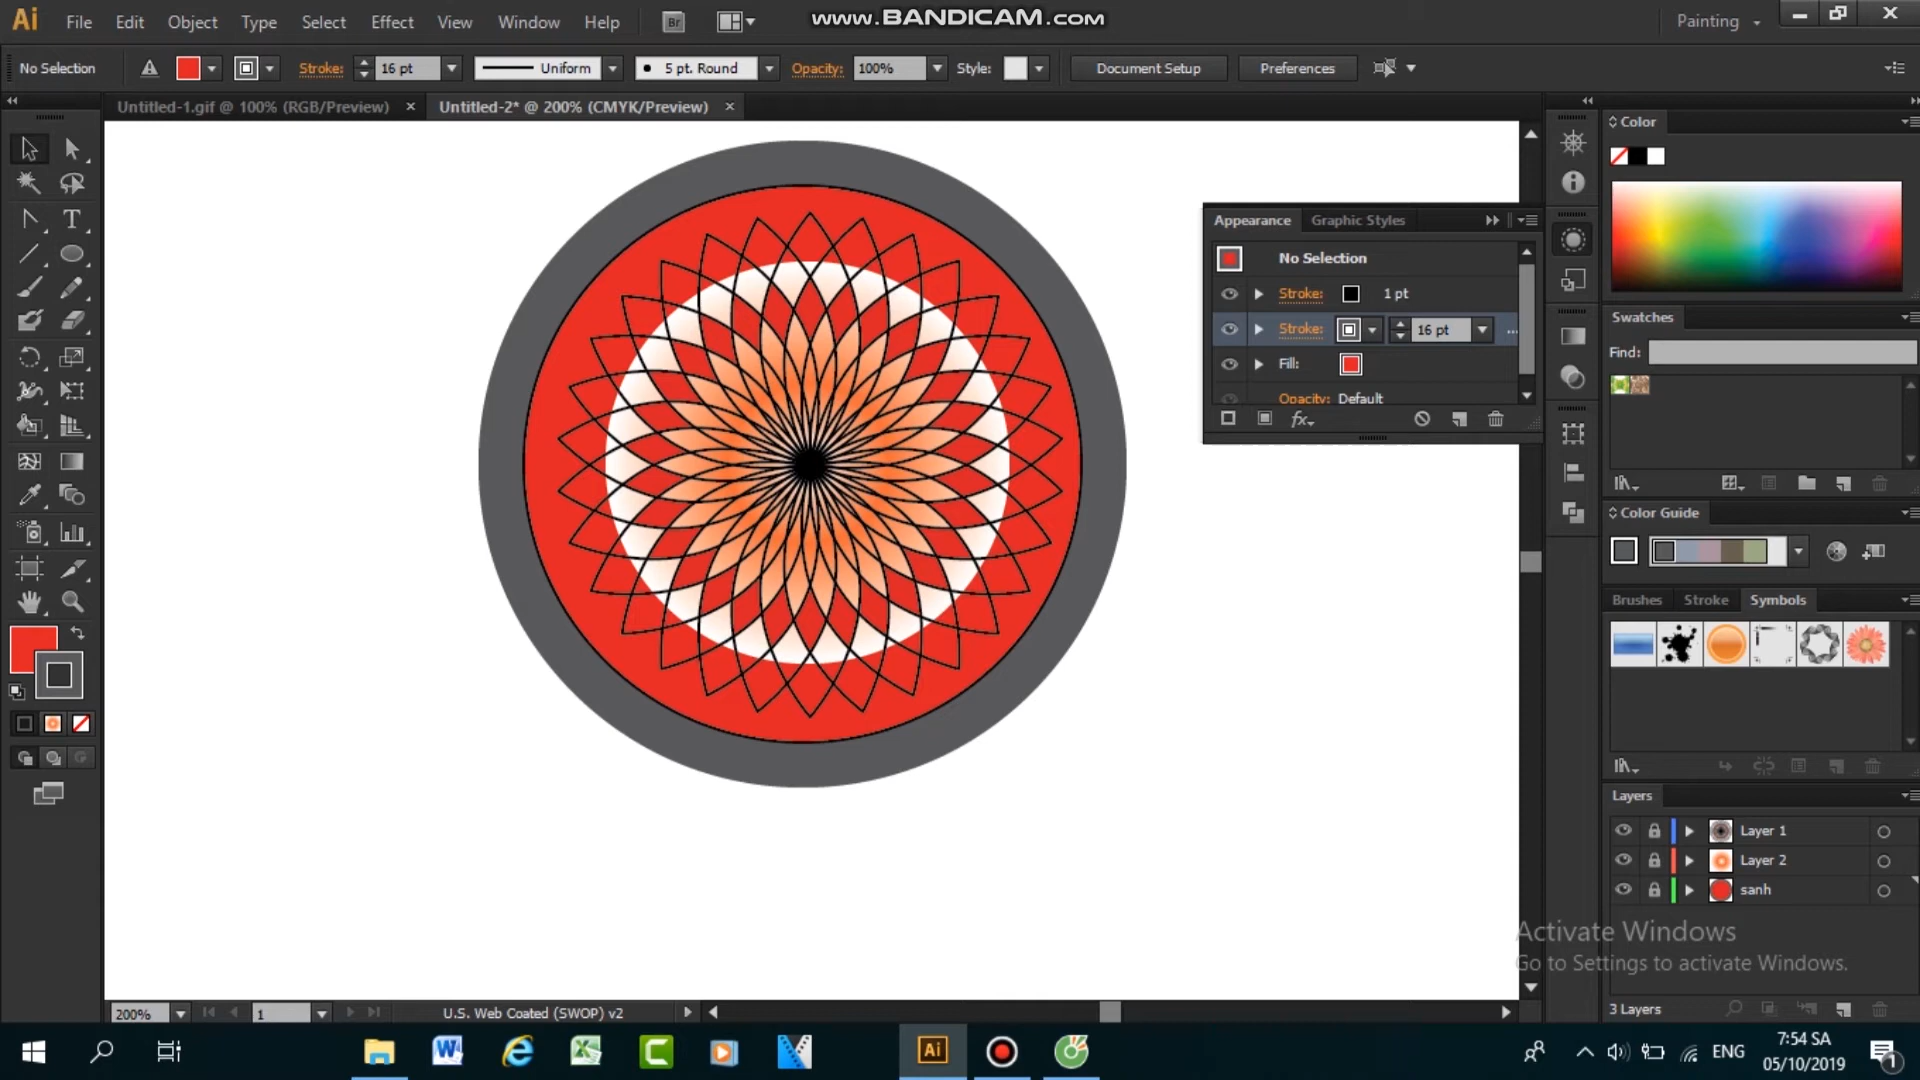 Ai File Edit Object Type Select Effect View Window Help Br www.BANDICAM.com Painting
No Selection Stroke: 16 pt Uniform 5 pt. Round Opacity: 100% Style: Document Setup Preferences
Untitled-1.gif @ 100% (RGB/Preview) × Untitled-2* @ 200% (CMYK/Preview) ×
Color
Appearance Graphic Styles
No Selection
Stroke: 1 pt
Stroke: 16 pt ...
Fill:
Opacity: Default
fx
Swatches
Find:
Color Guide
Brushes Stroke Symbols
Layers
Layer 1
Layer 2
sanh
Activate Windows
Go to Settings to activate Windows.
3 Layers
200% 1 U.S. Web Coated (SWOP) v2
Ai ENG 7:54 SA
05/10/2019
1